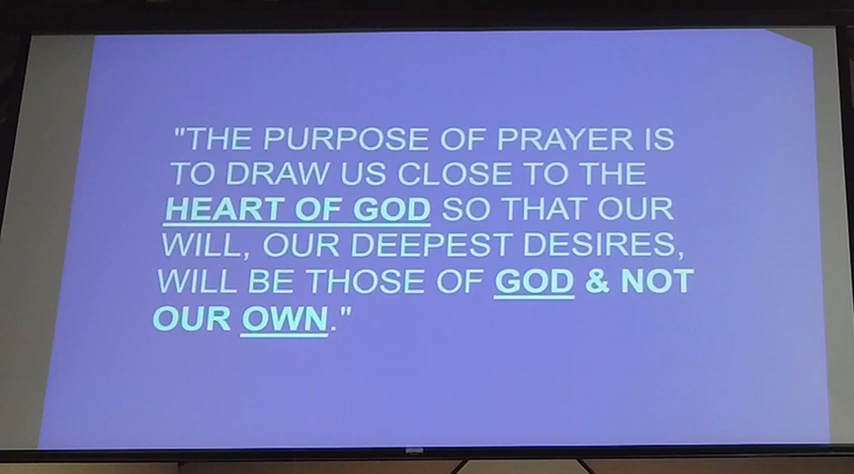 "THE PURPOSE OF PRAYER IS
TO DRAW US CLOSE TO THE
HEART OF GOD SO THAT OUR
WILL, OUR DEEPEST DESIRES,
WILL BE THOSE OF GOD & NOT
OUR OWN."